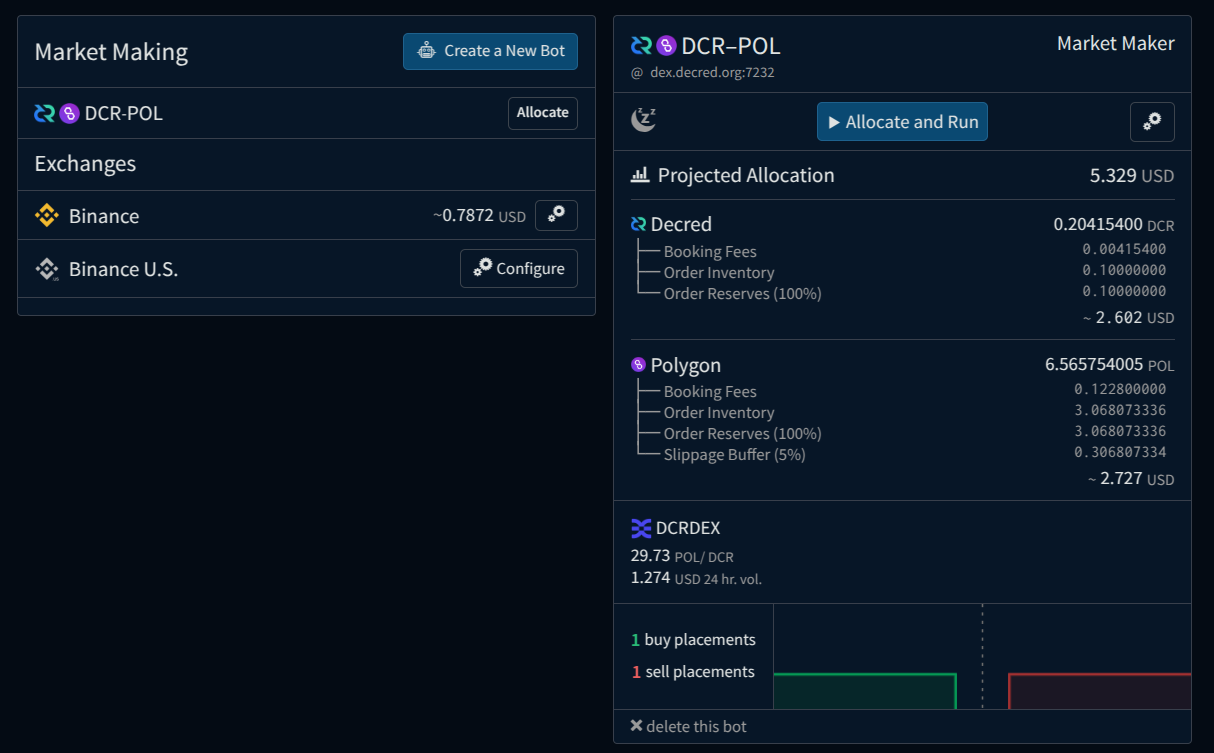 Market Making
Create a New Bot
DCR-POL
Allocate
Exchanges
Binance
~0.7872 USD
Binance U.S.
Configure
DCR–POL
Market Maker
@ dex.decred.org:7232
Allocate and Run
Projected Allocation
5.329 USD
Decred
0.20415400 DCR
Booking Fees
0.00415400
Order Inventory
0.10000000
Order Reserves (100%)
0.10000000
~ 2.602 USD
Polygon
6.565754005 POL
Booking Fees
0.122800000
Order Inventory
3.068073336
Order Reserves (100%)
3.068073336
Slippage Buffer (5%)
0.306807334
~ 2.727 USD
DCRDEX
29.73 POL/ DCR
1.274 USD 24 hr. vol.
1 buy placements
1 sell placements
delete this bot